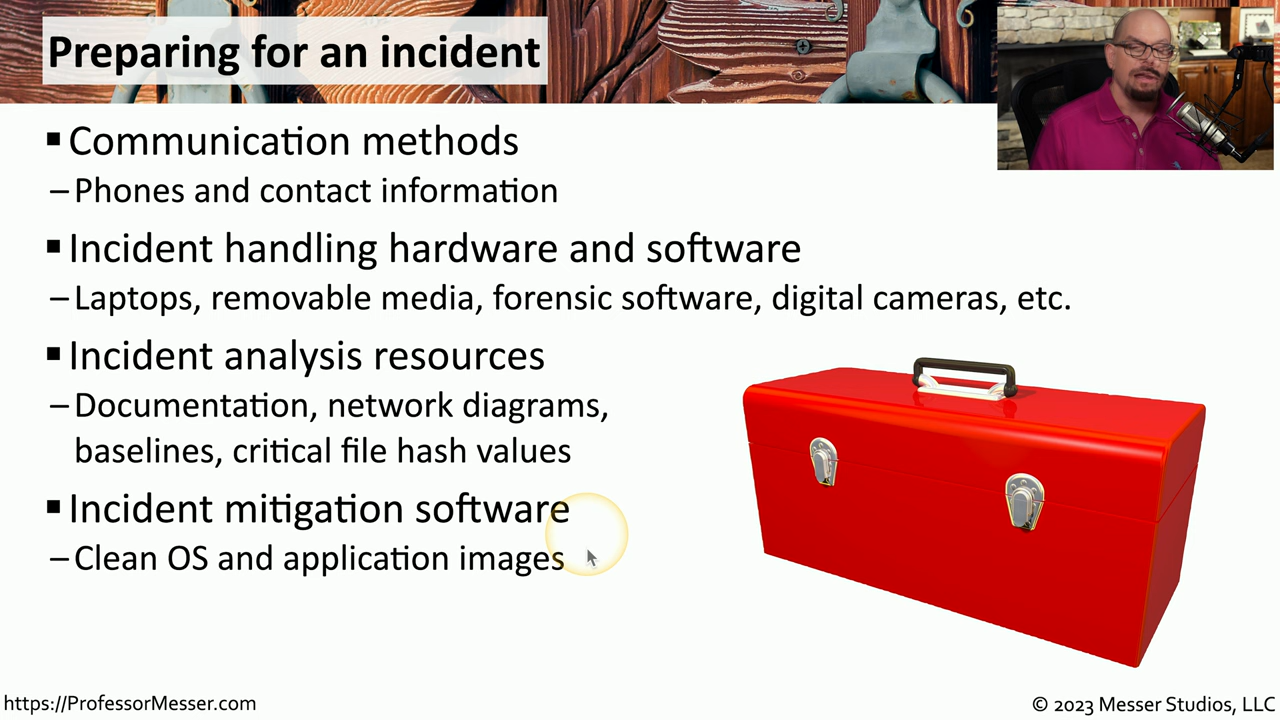 Preparing for an incident
▪ Communication methods
– Phones and contact information
▪ Incident handling hardware and software
– Laptops, removable media, forensic software, digital cameras, etc.
▪ Incident analysis resources
– Documentation, network diagrams,
baselines, critical file hash values
▪ Incident mitigation software
– Clean OS and application images
https://ProfessorMesser.com
© 2023 Messer Studios, LLC